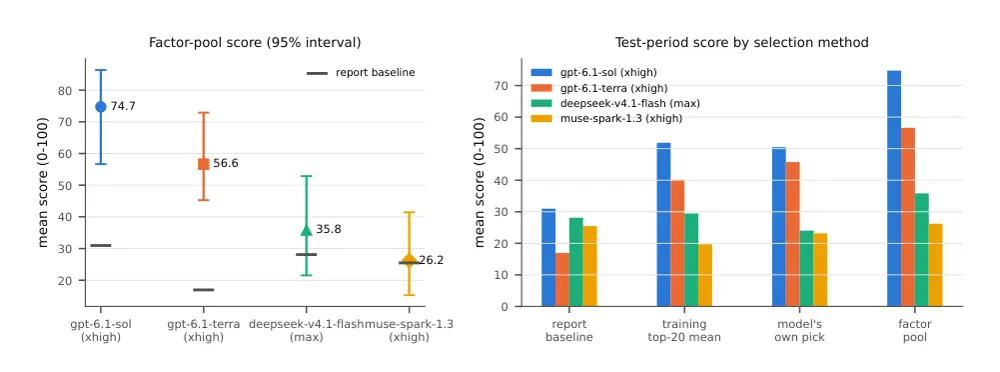 Factor-pool score (95% interval)
mean score (0-100)
80
70
60
50
40
30
20
report baseline
74.7
56.6
35.8
26.2
gpt-6.1-sol
(xhigh)
gpt-6.1-terra
(xhigh)
deepseek-v4.1-flash
(max)
muse-spark-1.3
(xhigh)
Test-period score by selection method
mean score (0-100)
70
60
50
40
30
20
10
0
gpt-6.1-sol (xhigh)
gpt-6.1-terra (xhigh)
deepseek-v4.1-flash (max)
muse-spark-1.3 (xhigh)
report
baseline
training
top-20 mean
model's
own pick
factor
pool